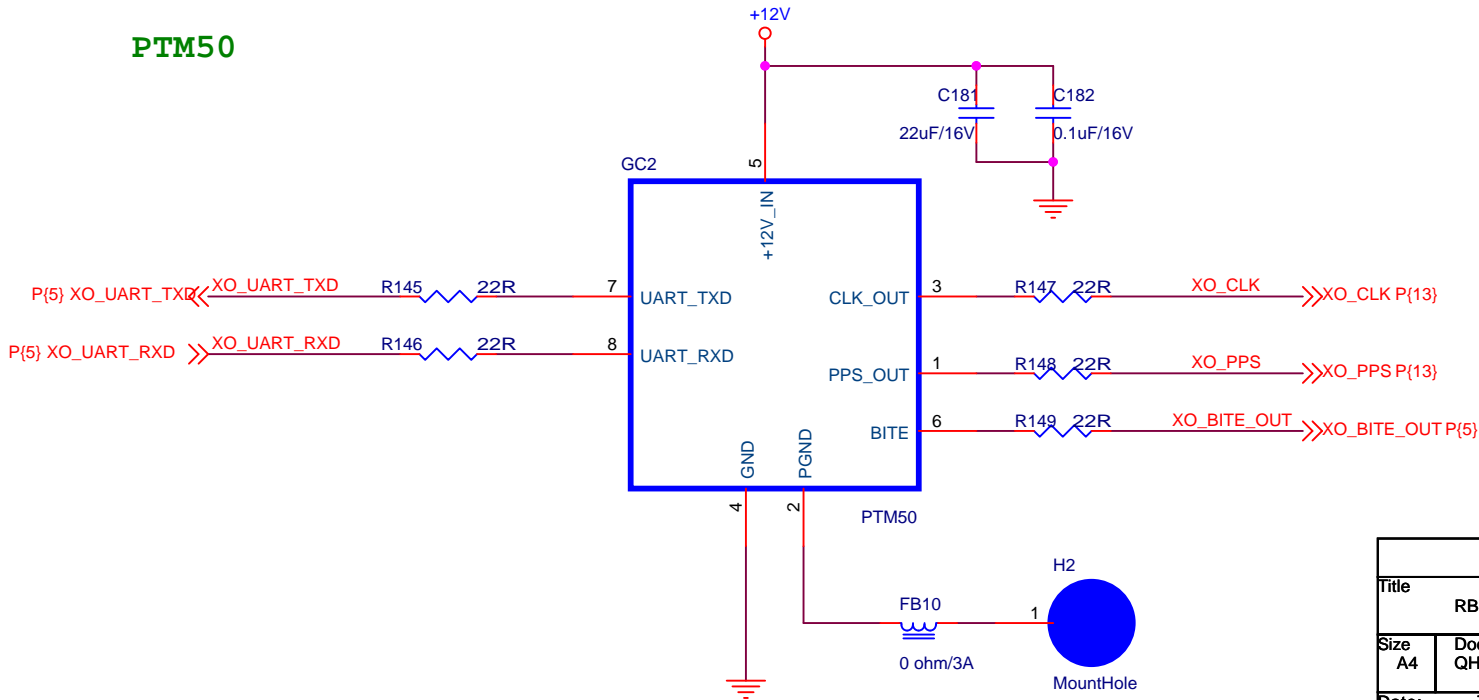 +12V
PTM50
C181
C182
22uF/16V
0.1uF/16V
GC2
5
+12V_IN
P{5} XO_UART_TXD
XO_UART_TXD
R145
22R
7
UART_TXD
CLK_OUT
3
R147
22R
XO_CLK
XO_CLK P{13}
P{5} XO_UART_RXD
XO_UART_RXD
R146
22R
8
UART_RXD
PPS_OUT
1
R148
22R
XO_PPS
XO_PPS P{13}
BITE
6
R149
22R
XO_BITE_OUT
XO_BITE_OUT P{5}
GND
PGND
4
2
PTM50
H2
FB10
1
0 ohm/3A
MountHole
Title
RB
Size
A4
Doc
QH